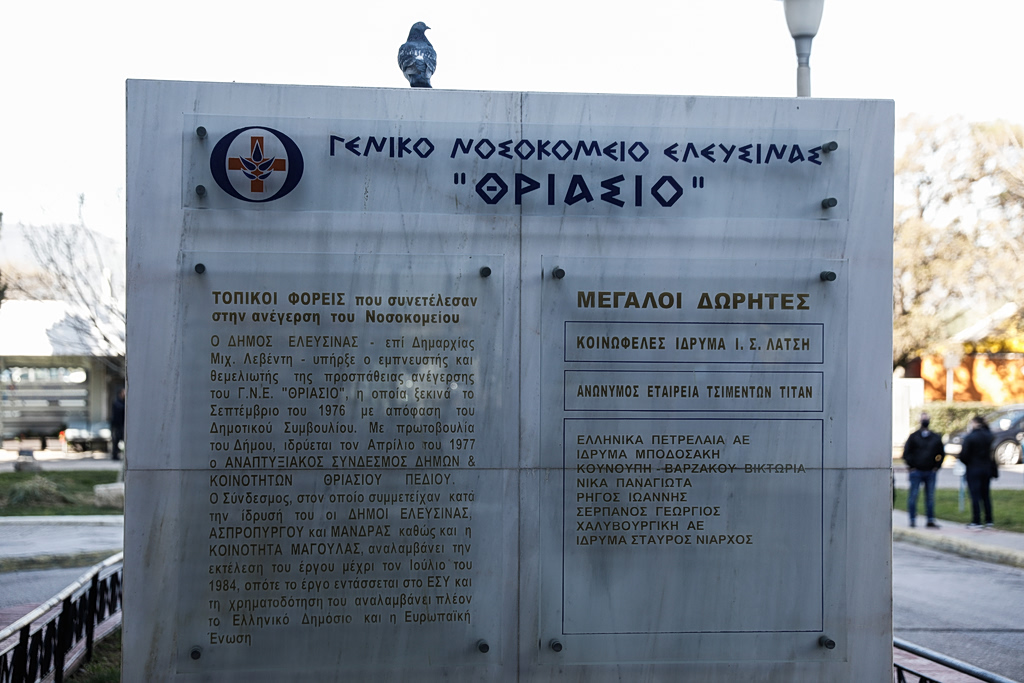 ΓΕΝΙΚΟ ΝΟΣΟΚΟΜΕΙΟ ΕΛΕΥΣΙΝΑΣ
"ΘΡΙΑΣΙΟ"
ΤΟΠΙΚΟΙ ΦΟΡΕΙΣ που συνετέλεσαν
στην ανέγερση του Νοσοκομείου
Ο ΔΗΜΟΣ ΕΛΕΥΣΙΝΑΣ - επί Δημαρχίας
Μιχ. Λεβέντη - υπήρξε ο εμπνευστής και
θεμελιωτής της προσπάθειας ανέγερσης
του Γ.Ν.Ε. "ΘΡΙΑΣΙΟ", η οποία ξεκινά το
Σεπτέμβριο του 1976 με απόφαση του
Δημοτικού Συμβουλίου. Με πρωτοβουλία
του Δήμου, ιδρύεται τον Απρίλιο του 1977
ο ΑΝΑΠΤΥΞΙΑΚΟΣ ΣΥΝΔΕΣΜΟΣ ΔΗΜΩΝ &
ΚΟΙΝΟΤΗΤΩΝ ΘΡΙΑΣΙΟΥ ΠΕΔΙΟΥ.
Ο Σύνδεσμος, στον οποίο συμμετείχαν κατά
την ίδρυσή του οι ΔΗΜΟΙ ΕΛΕΥΣΙΝΑΣ,
ΑΣΠΡΟΠΥΡΓΟΥ και ΜΑΝΔΡΑΣ καθώς και η
ΚΟΙΝΟΤΗΤΑ ΜΑΓΟΥΛΑΣ, αναλαμβάνει την
εκτέλεση του έργου μέχρι τον Ιούλιο του
1984, οπότε το έργο εντάσσεται στο ΕΣΥ και
τη χρηματοδότηση του αναλαμβάνει πλέον
το Ελληνικό Δημόσιο και η Ευρωπαϊκή
Ένωση
ΜΕΓΑΛΟΙ ΔΩΡΗΤΕΣ
ΚΟΙΝΩΦΕΛΕΣ ΙΔΡΥΜΑ Ι. Σ. ΛΑΤΣΗ
ΑΝΩΝΥΜΟΣ ΕΤΑΙΡΕΙΑ ΤΣΙΜΕΝΤΩΝ ΤΙΤΑΝ
ΕΛΛΗΝΙΚΑ ΠΕΤΡΕΛΑΙΑ ΑΕ
ΙΔΡΥΜΑ ΜΠΟΔΟΣΑΚΗ
ΚΟΥΝΟΥΠΗ - ΒΑΡΖΑΚΟΥ ΒΙΚΤΩΡΙΑ
ΝΙΚΑ ΠΑΝΑΓΙΩΤΑ
ΡΗΓΟΣ ΙΩΑΝΝΗΣ
ΣΕΡΠΑΝΟΣ ΓΕΩΡΓΙΟΣ
ΧΑΛΥΒΟΥΡΓΙΚΗ ΑΕ
ΙΔΡΥΜΑ ΣΤΑΥΡΟΣ ΝΙΑΡΧΟΣ